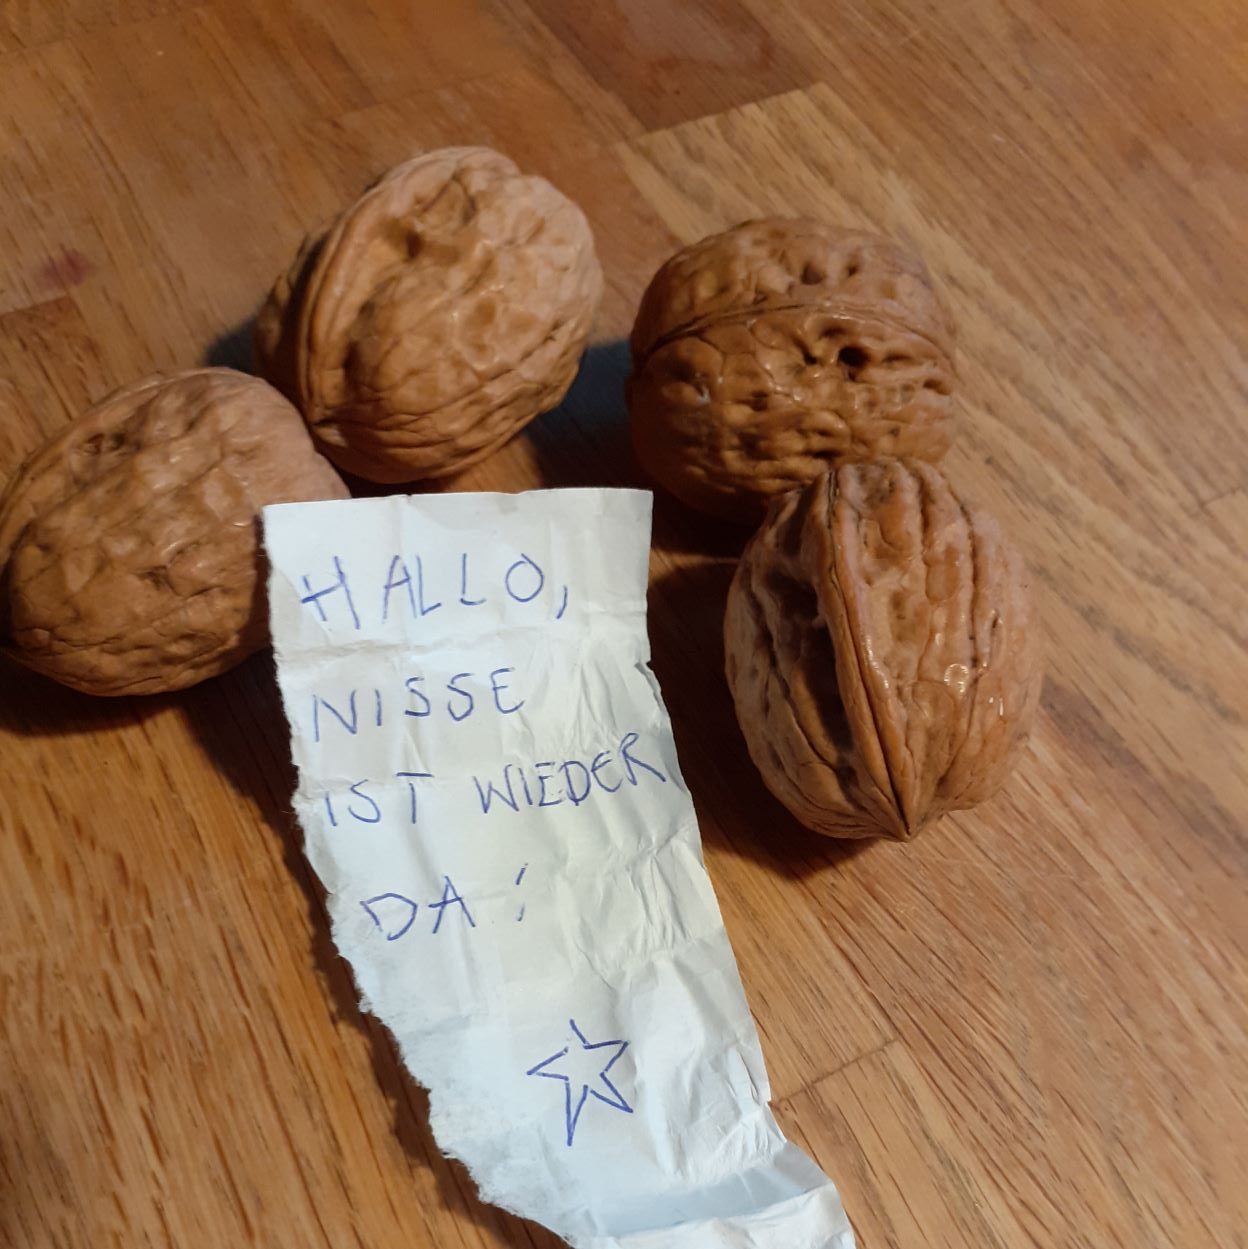 HALLO,
NISSE
IST WIEDER
DA!